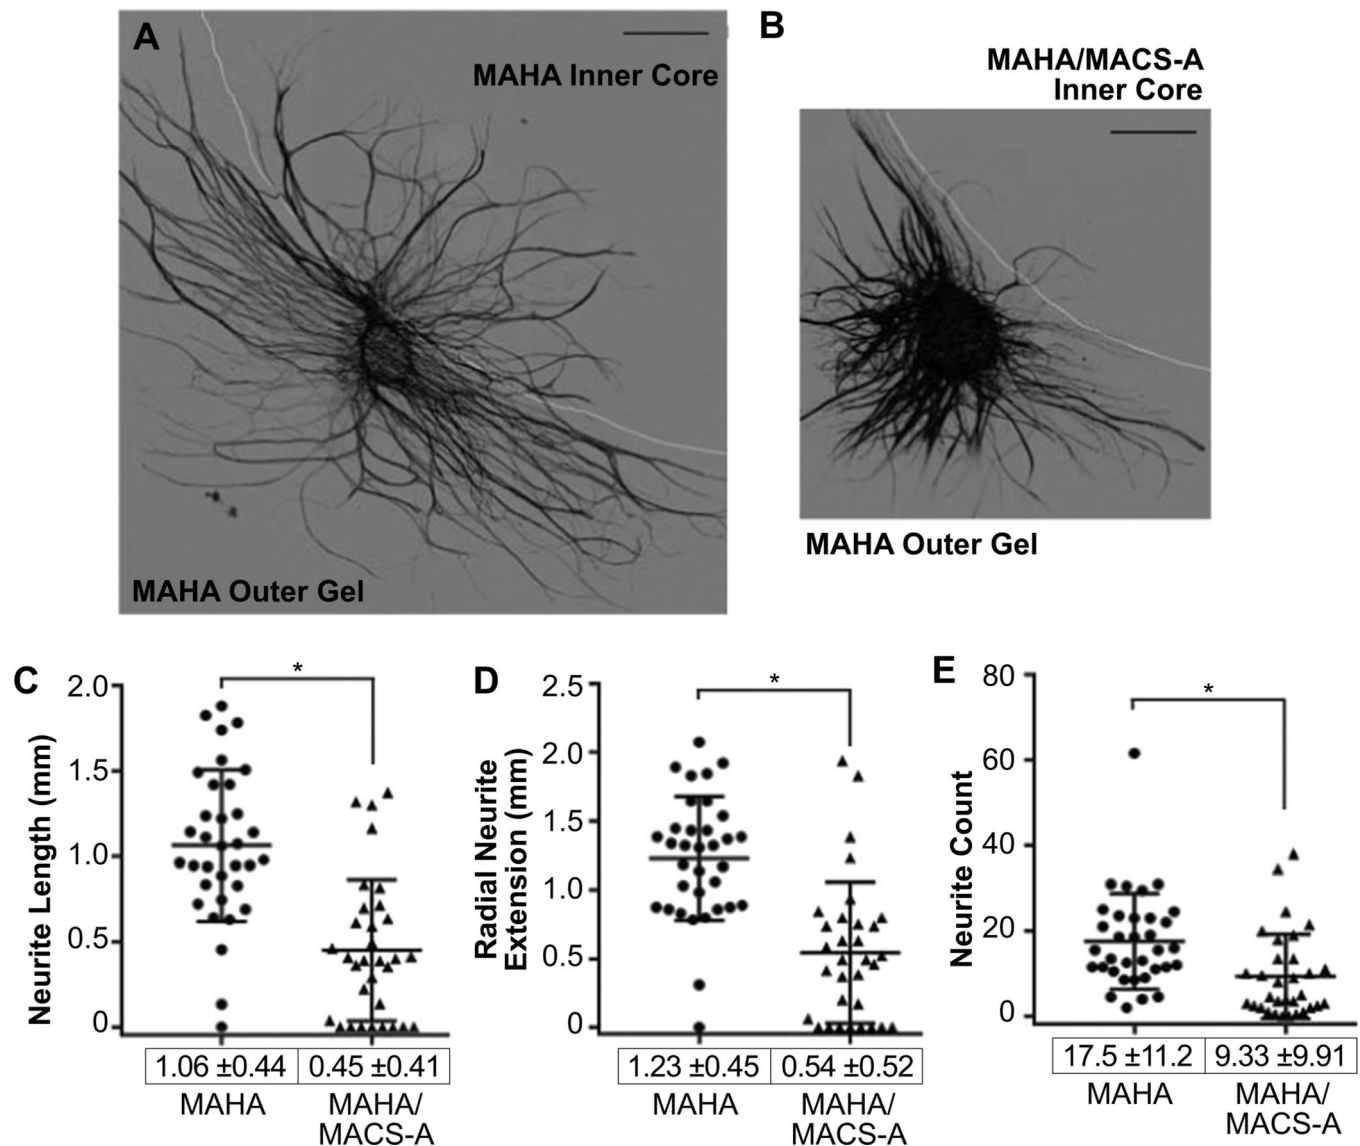 A
MAHA Inner Core
MAHA Outer Gel
B
MAHA/MACS-A
Inner Core
MAHA Outer Gel
C
Neurite Length (mm)
2.0
1.5
1.0
0.5
0
*
1.06 ±0.44
0.45 ±0.41
MAHA
MAHA/
MACS-A
D
Radial Neurite
Extension (mm)
2.5
2.0
1.5
1.0
0.5
0
*
1.23 ±0.45
0.54 ±0.52
MAHA
MAHA/
MACS-A
E
Neurite Count
80
60
40
20
0
*
17.5 ±11.2
9.33 ±9.91
MAHA
MAHA/
MACS-A